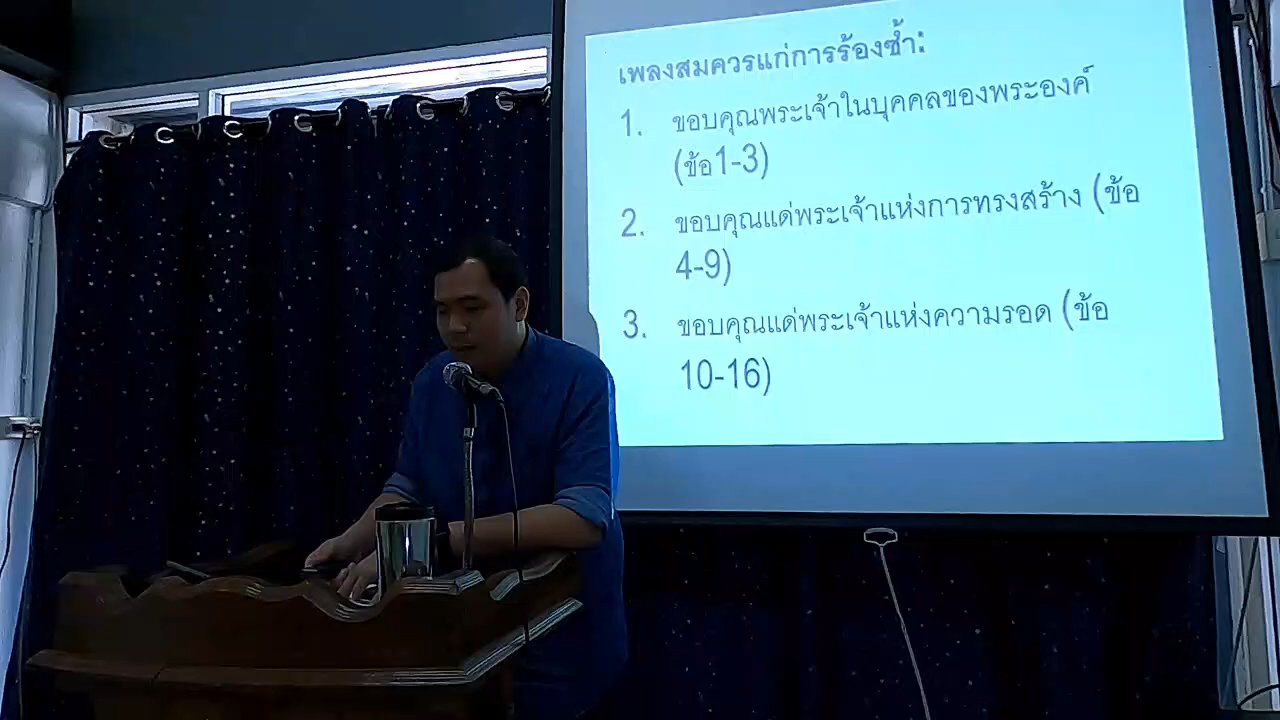 เพลงสมควรแก่การร้องซ้ำ:
1. ขอบคุณพระเจ้าในบุคคลของพระองค์
(ข้อ1-3)
2. ขอบคุณแด่พระเจ้าแห่งการทรงสร้าง (ข้อ
4-9)
3. ขอบคุณแด่พระเจ้าแห่งความรอด (ข้อ
10-16)